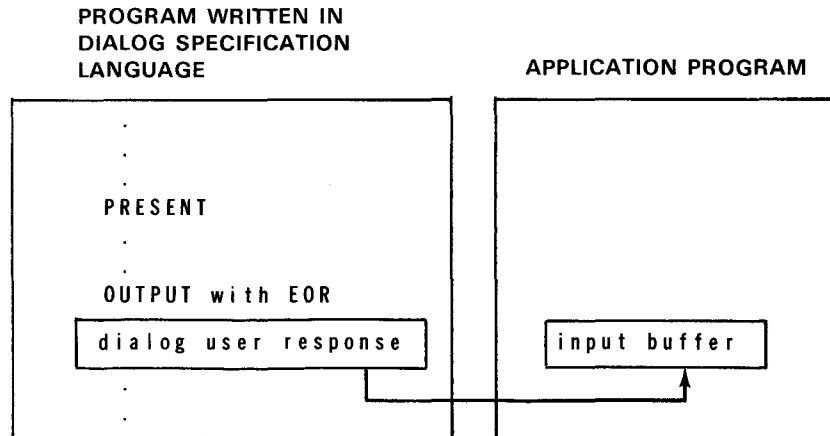 PROGRAM WRITTEN IN
DIALOG SPECIFICATION
LANGUAGE
APPLICATION PROGRAM
.
.
.
PRESENT
.
.
OUTPUT with EOR
dialog user response
input buffer
.
.